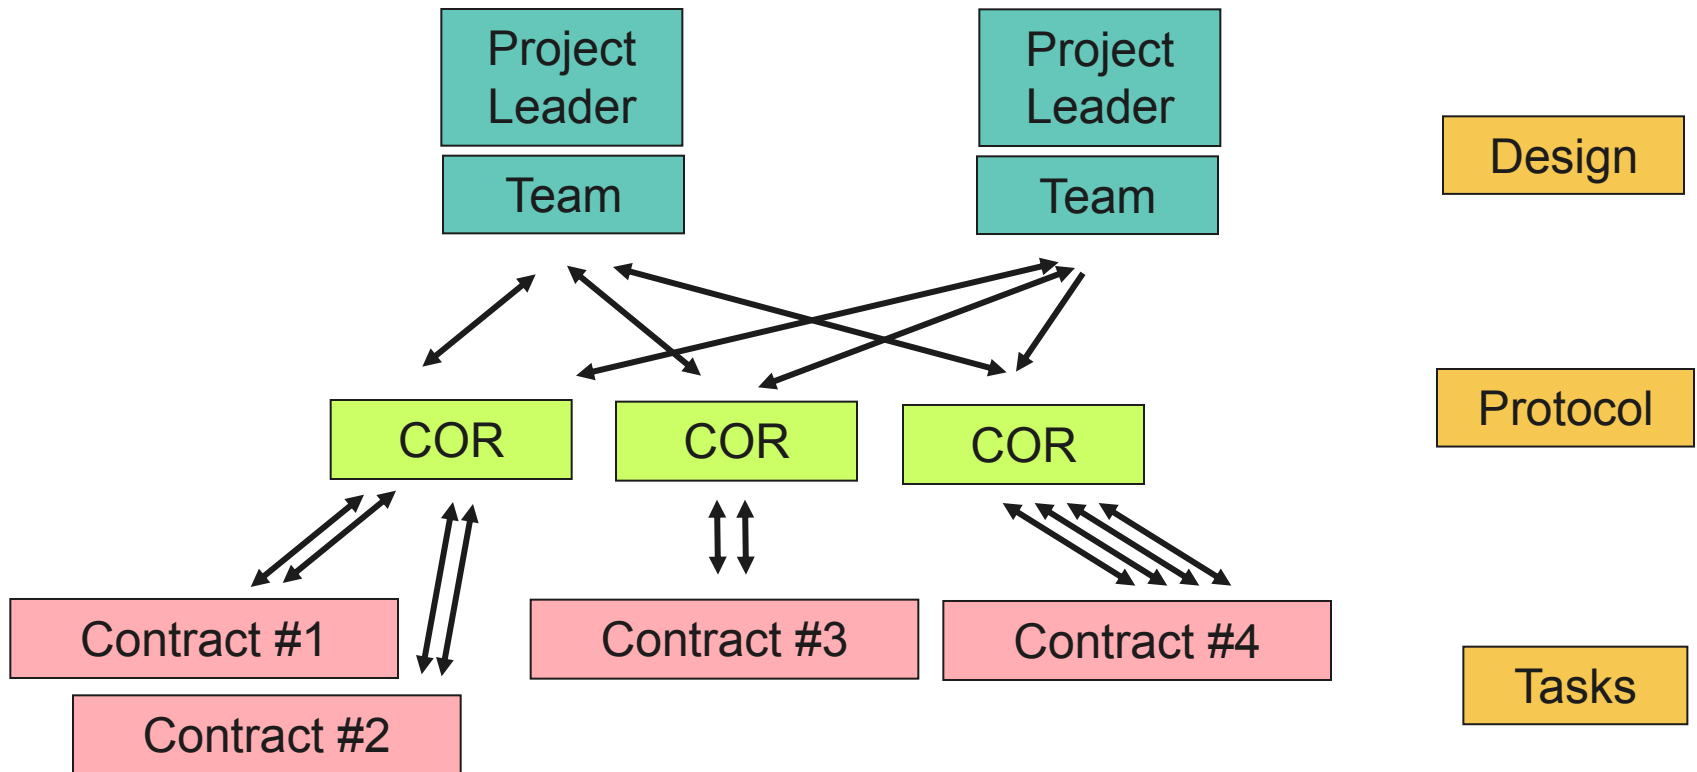 Project
Leader
Team
Project
Leader
Team
Design
COR
COR
COR
Protocol
Contract #1
Contract #2
Contract #3
Contract #4
Tasks